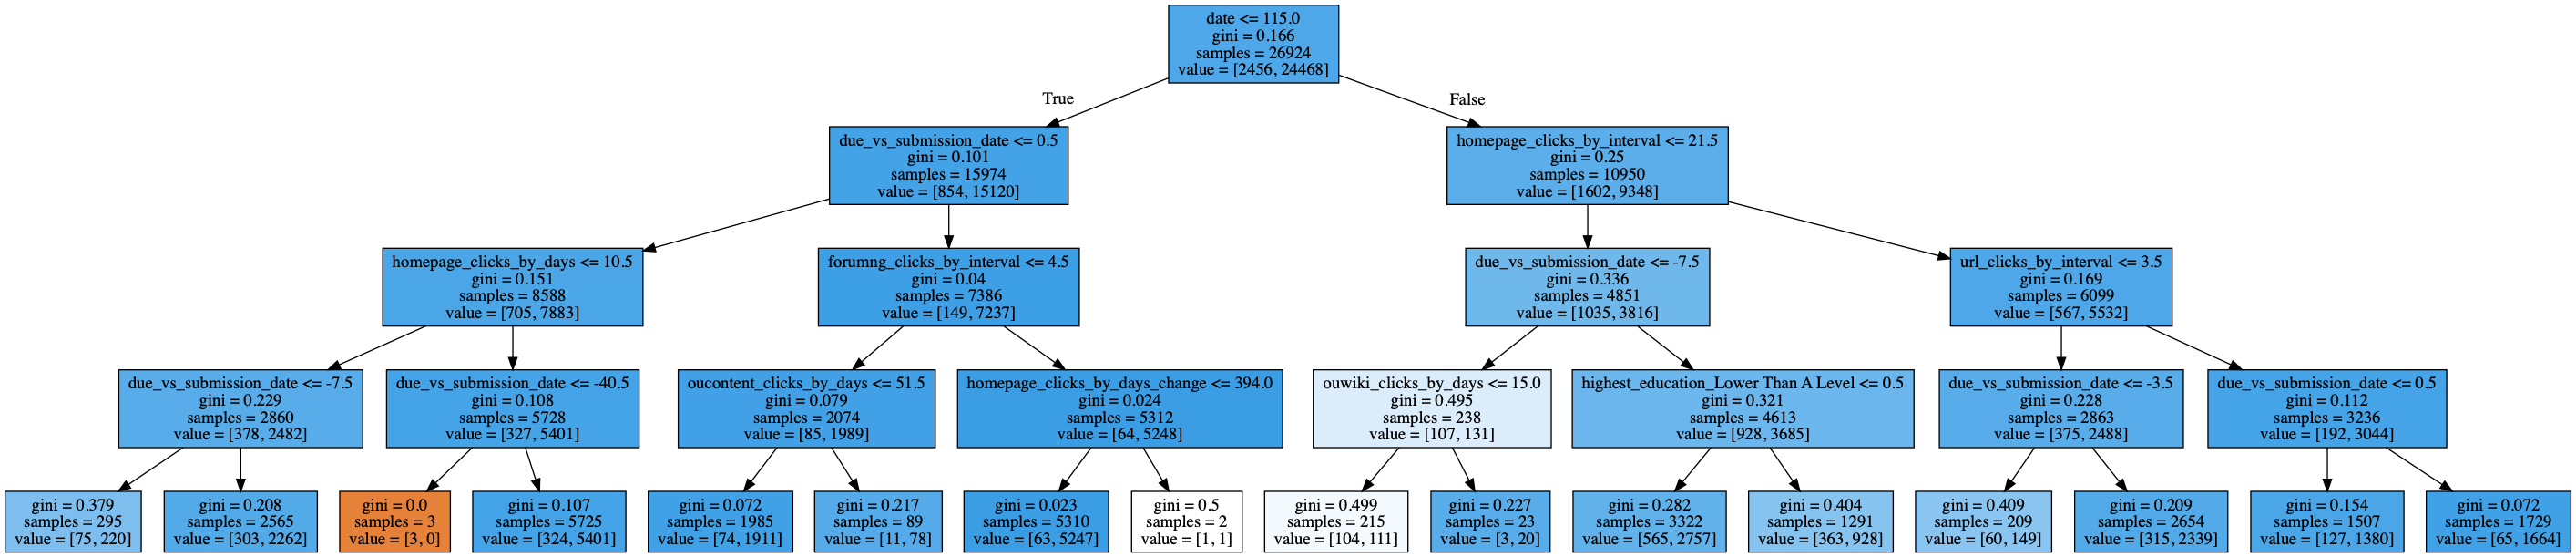 date <= 115.0
gini = 0.166
samples = 26924
value = [2456, 24468]
True
False
due_vs_submission_date <= 0.5
gini = 0.101
samples = 15974
value = [854, 15120]
homepage_clicks_by_interval <= 21.5
gini = 0.25
samples = 10950
value = [1602, 9348]
homepage_clicks_by_days <= 10.5
gini = 0.151
samples = 8588
value = [705, 7883]
forumng_clicks_by_interval <= 4.5
gini = 0.04
samples = 7386
value = [149, 7237]
due_vs_submission_date <= -7.5
gini = 0.336
samples = 4851
value = [1035, 3816]
url_clicks_by_interval <= 3.5
gini = 0.169
samples = 6099
value = [567, 5532]
due_vs_submission_date <= -7.5
gini = 0.229
samples = 2860
value = [378, 2482]
due_vs_submission_date <= -40.5
gini = 0.108
samples = 5728
value = [327, 5401]
oucontent_clicks_by_days <= 51.5
gini = 0.079
samples = 2074
value = [85, 1989]
homepage_clicks_by_days_change <= 394.0
gini = 0.024
samples = 5312
value = [64, 5248]
ouwiki_clicks_by_days <= 15.0
gini = 0.495
samples = 238
value = [107, 131]
highest_education_Lower Than A Level <= 0.5
gini = 0.321
samples = 4613
value = [928, 3685]
due_vs_submission_date <= -3.5
gini = 0.228
samples = 2863
value = [375, 2488]
due_vs_submission_date <= 0.5
gini = 0.112
samples = 3236
value = [192, 3044]
gini = 0.379
samples = 295
value = [75, 220]
gini = 0.208
samples = 2565
value = [303, 2262]
gini = 0.0
samples = 3
value = [3, 0]
gini = 0.107
samples = 5725
value = [324, 5401]
gini = 0.072
samples = 1985
value = [74, 1911]
gini = 0.217
samples = 89
value = [11, 78]
gini = 0.023
samples = 5310
value = [63, 5247]
gini = 0.5
samples = 2
value = [1, 1]
gini = 0.499
samples = 215
value = [104, 111]
gini = 0.227
samples = 23
value = [3, 20]
gini = 0.282
samples = 3322
value = [565, 2757]
gini = 0.404
samples = 1291
value = [363, 928]
gini = 0.409
samples = 209
value = [60, 149]
gini = 0.209
samples = 2654
value = [315, 2339]
gini = 0.154
samples = 1507
value = [127, 1380]
gini = 0.072
samples = 1729
value = [65, 1664]